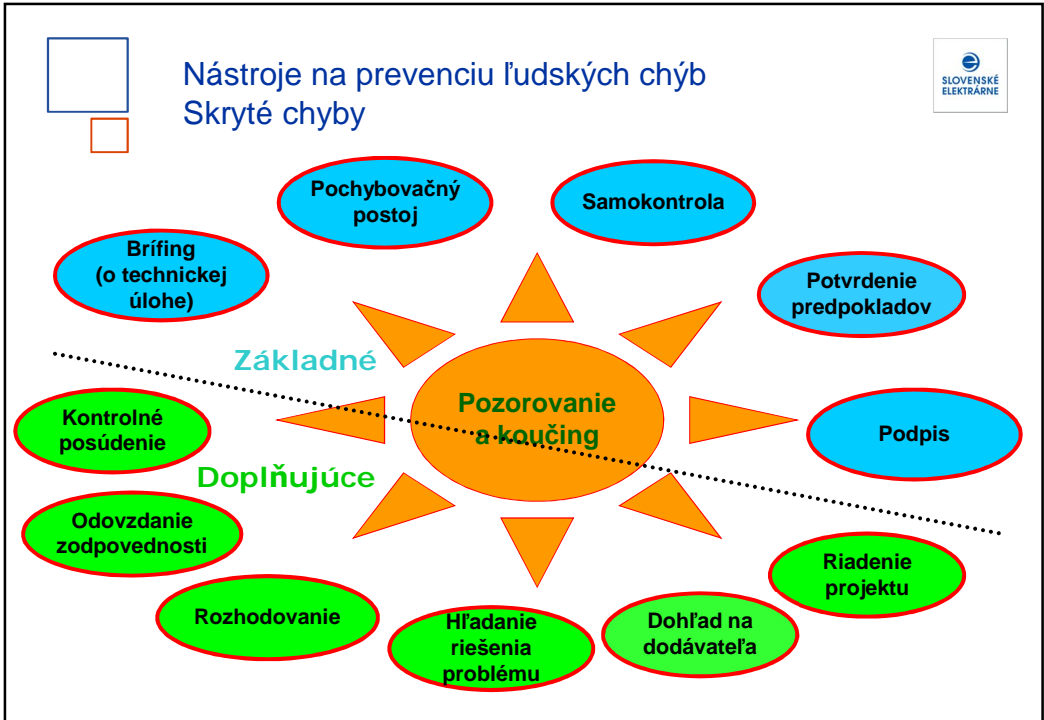 Nástroje na prevenciu ľudských chýb
Skryté chyby
SLOVENSKÉ
ELEKTRÁRNE
Pochybovačný
postoj
Samokontrola
Brífing
(o technickej
úlohe)
Potvrdenie
predpokladov
Základné
Pozorovanie
a koučing
Kontrolné
posúdenie
Podpis
Doplňujúce
Odovzdanie
zodpovednosti
Riadenie
projektu
Rozhodovanie
Hľadanie
riešenia
problému
Dohľad na
dodávateľa